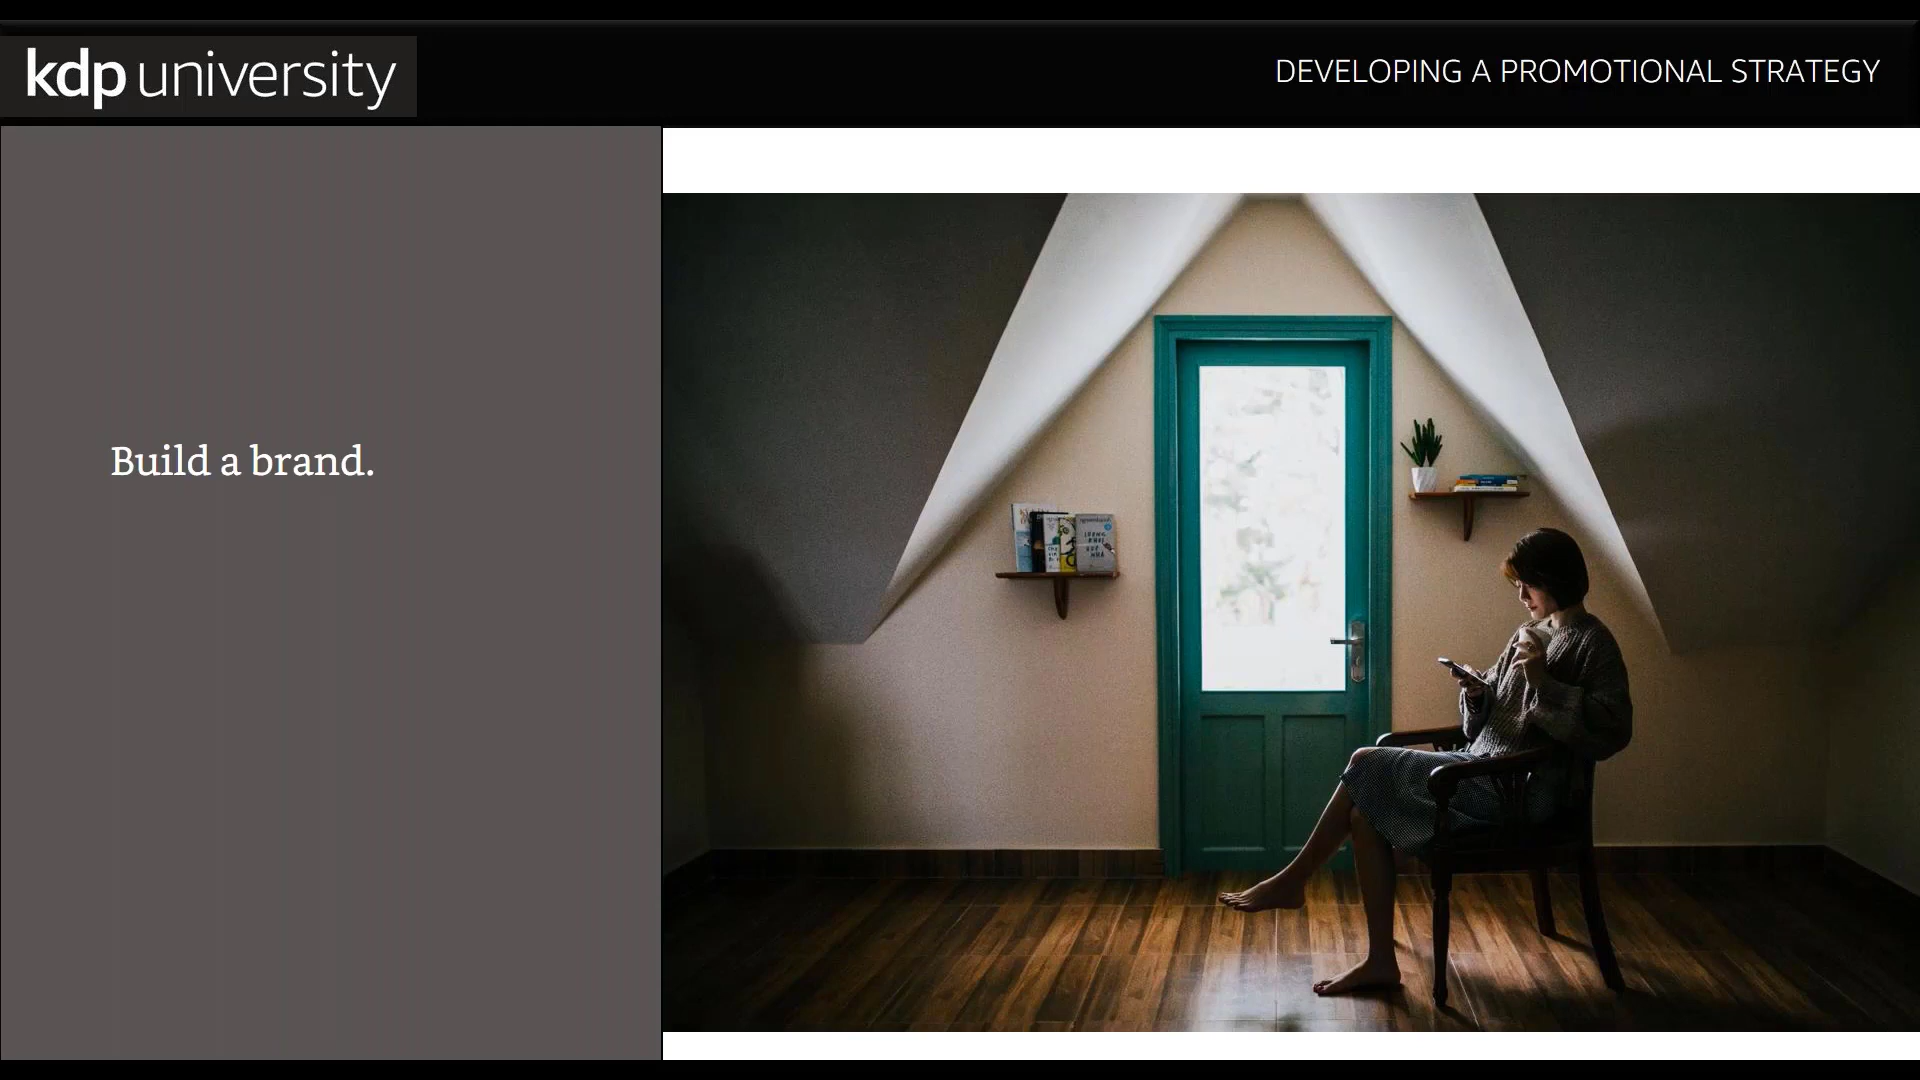 kdp university
DEVELOPING A PROMOTIONAL STRATEGY
Build a brand.